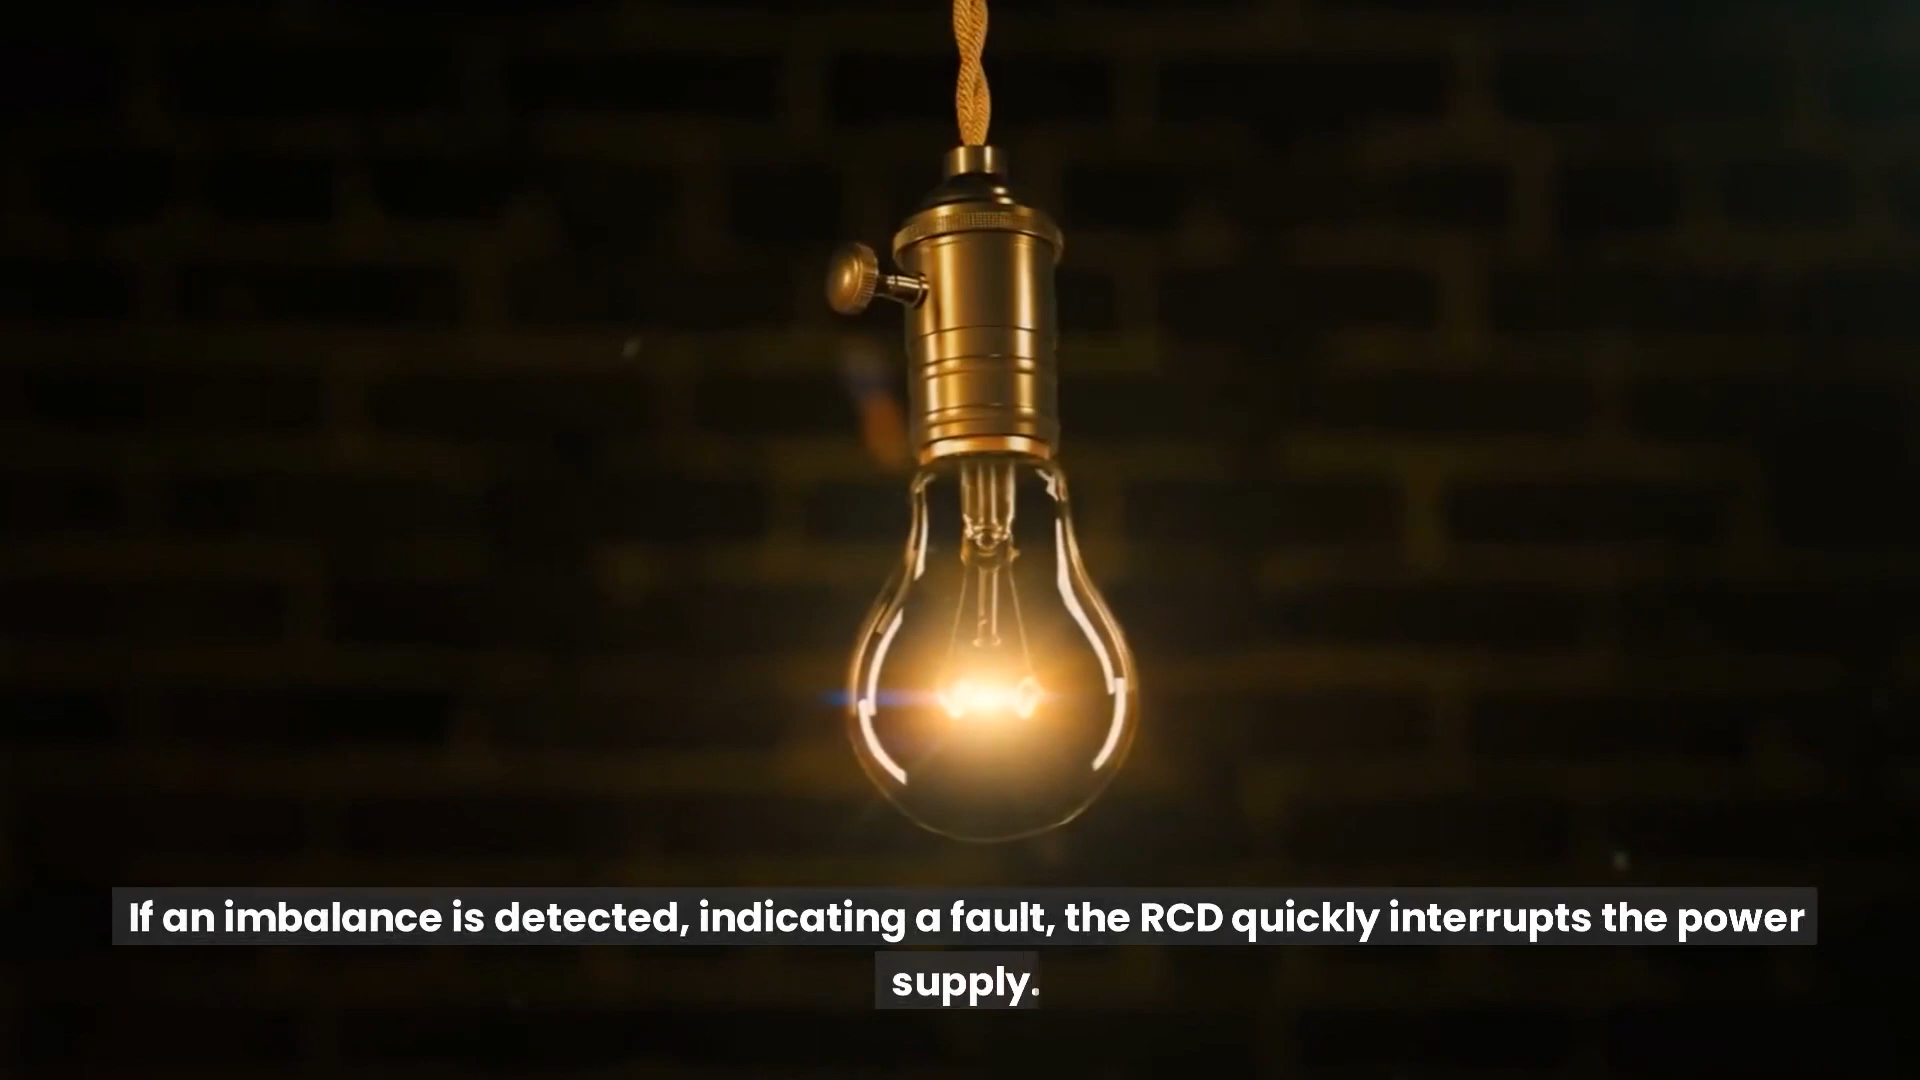 If an imbalance is detected, indicating a fault, the RCD quickly interrupts the power
supply.